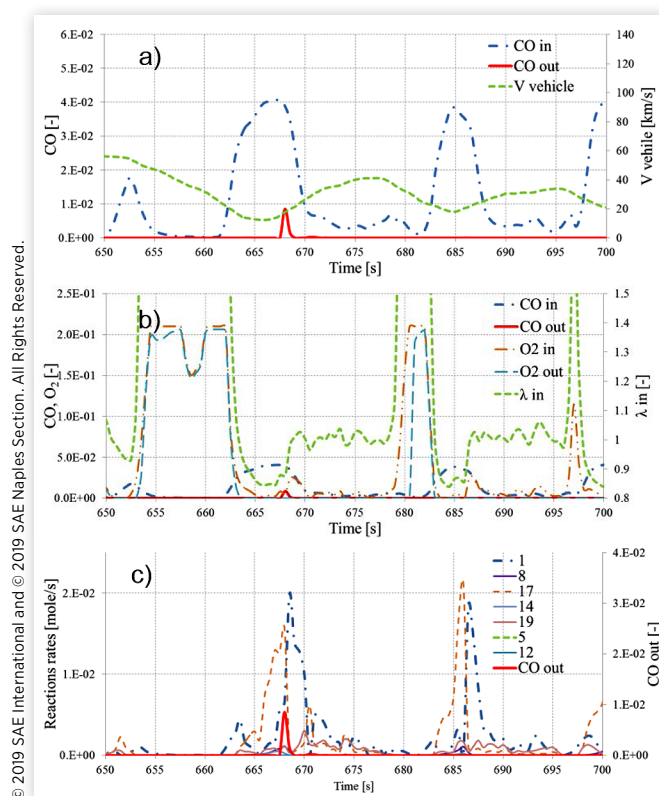 © 2019 SAE International and © 2019 SAE Naples Section. All Rights Reserved.
a)
6.E-02
5.E-02
4.E-02
3.E-02
2.E-02
1.E-02
0.E+00
CO [-]
140
120
100
80
60
40
20
0
V vehicle [km/s]
CO in
CO out
V vehicle
650 655 660 665 670 675 680 685 690 695 700
Time [s]
b)
2.5E-01
2.0E-01
1.5E-01
1.0E-01
5.0E-02
0.0E+00
CO, O2 [-]
1.5
1.4
1.3
1.2
1.1
1
0.9
0.8
λ in [-]
CO in
CO out
O2 in
O2 out
λ in
650 655 660 665 670 675 680 685 690 695 700
Time [s]
c)
2.E-02
1.E-02
0.E+00
Reactions rates [mole/s]
4.E-02
3.E-02
2.E-02
1.E-02
0.E+00
CO out [-]
1
8
17
14
19
5
12
CO out
650 655 660 665 670 675 680 685 690 695 700
Time [s]